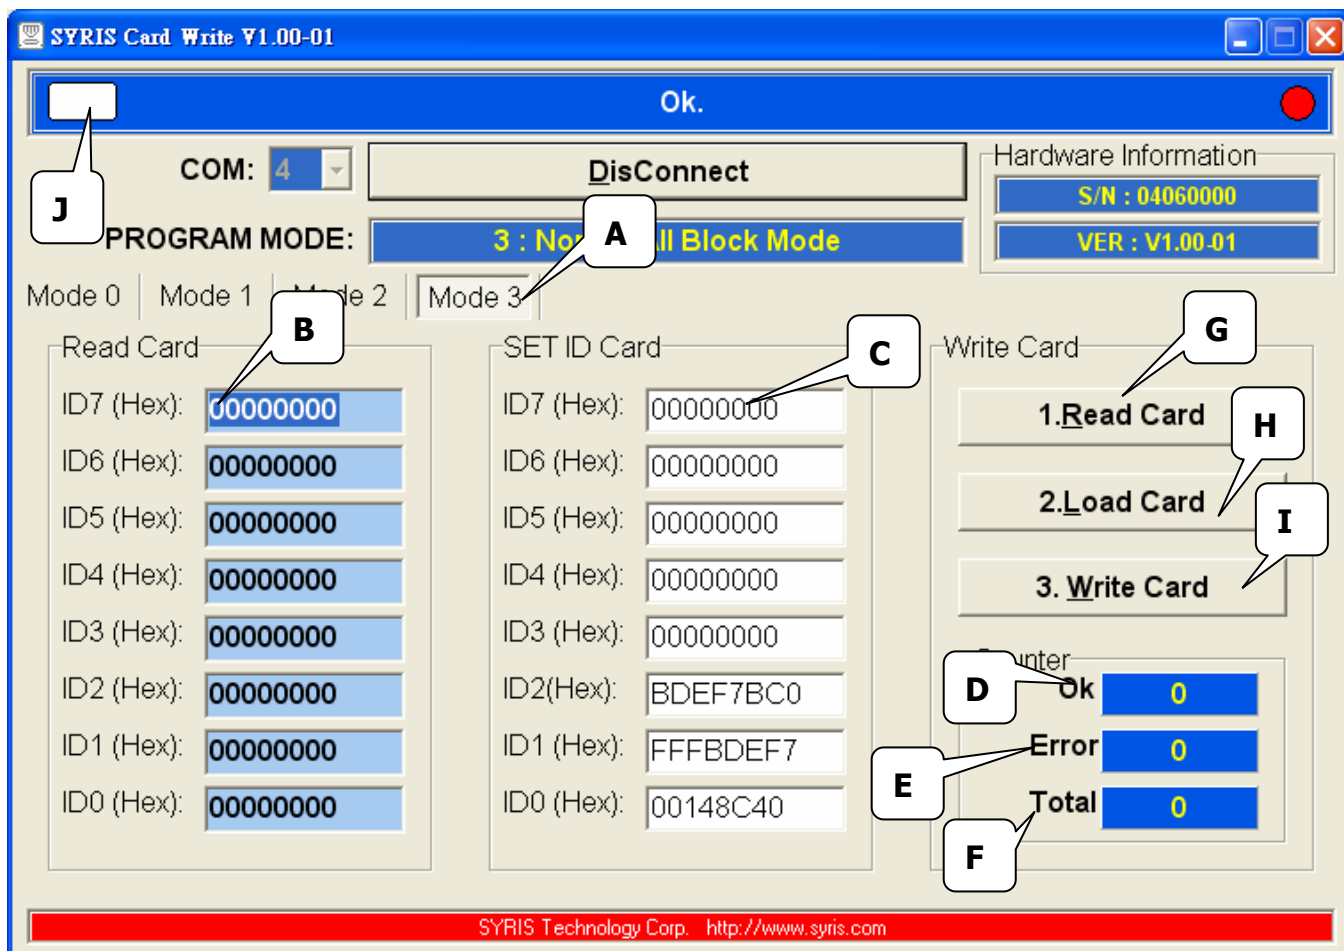 SYRIS Card Write V1.00-01
Ok.
J
COM: 4
DisConnect
Hardware Information
S/N : 04060000
VER : V1.00-01
PROGRAM MODE:
3 : Nor All Block Mode
A
Mode 0 Mode 1 Mode 2 Mode 3
Read Card
B
ID7 (Hex): 00000000
ID6 (Hex): 00000000
ID5 (Hex): 00000000
ID4 (Hex): 00000000
ID3 (Hex): 00000000
ID2 (Hex): 00000000
ID1 (Hex): 00000000
ID0 (Hex): 00000000
SET ID Card
C
ID7 (Hex): 00000000
ID6 (Hex): 00000000
ID5 (Hex): 00000000
ID4 (Hex): 00000000
ID3 (Hex): 00000000
ID2(Hex): BDEF7BC0
ID1 (Hex): FFFBDEF7
ID0 (Hex): 00148C40
Write Card
G
1.Read Card
H
2.Load Card
I
3. Write Card
unter
D
Ok 0
Error 0
E
Total 0
F
SYRIS Technology Corp. http://www.syris.com